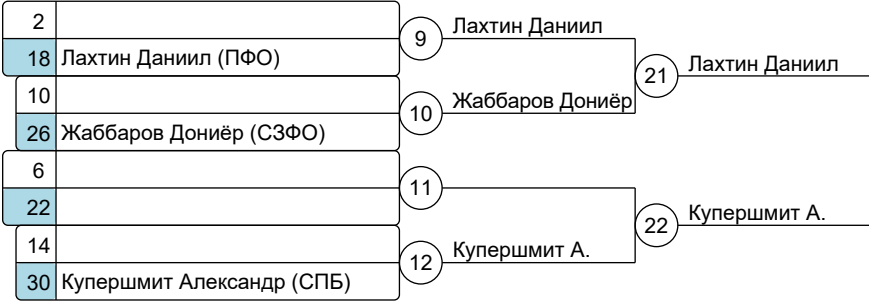 2
18 Лахтин Даниил (ПФО)
10
26 Жаббаров Дониёр (СЗФО)
6
22
14
30 Купершмит Александр (СПБ)
9 Лахтин Даниил
10 Жаббаров Дониёр
11
12 Купершмит А.
21 Лахтин Даниил
22 Купершмит А.